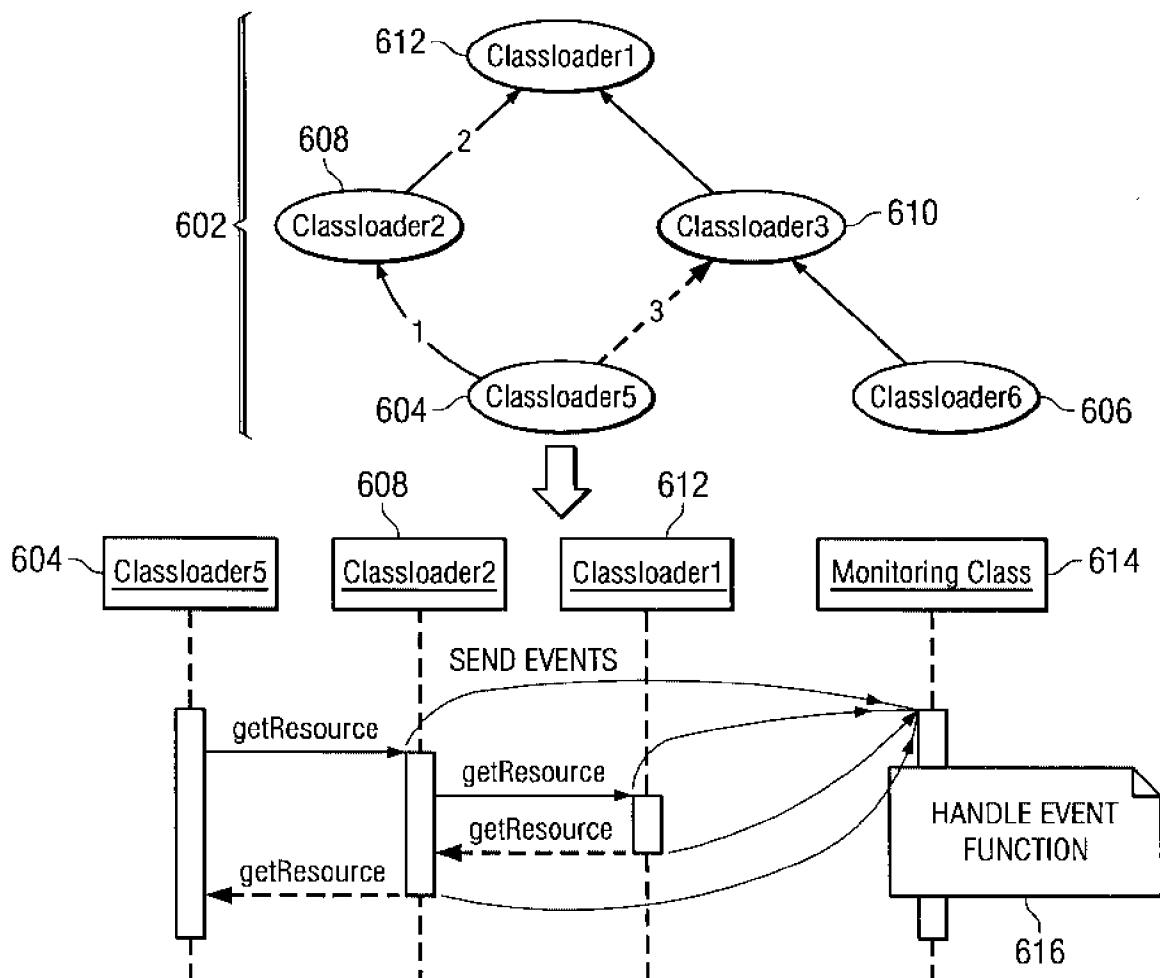 612
Classloader1
2
608
602
Classloader2
Classloader3
610
1
3
604
Classloader5
Classloader6
606
608
612
604
Classloader5
Classloader2
Classloader1
Monitoring Class
614
SEND EVENTS
getResource
getResource
getResource
getResource
HANDLE EVENT
FUNCTION
616